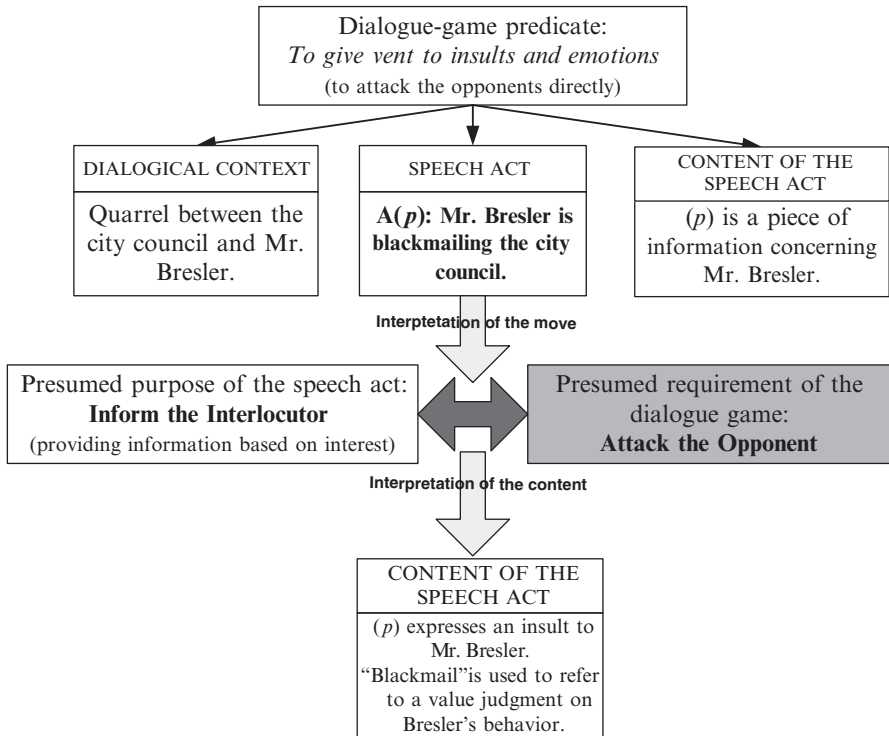 Dialogue-game predicate:
To give vent to insults and emotions
(to attack the opponents directly)
DIALOGICAL CONTEXT
Quarrel between the
city council and Mr.
Bresler.
SPEECH ACT
A(p): Mr. Bresler is
blackmailing the city
council.
CONTENT OF THE
SPEECH ACT
(p) is a piece of
information concerning
Mr. Bresler.
Interptetation of the move
Presumed purpose of the speech act:
Inform the Interlocutor
(providing information based on interest)
Presumed requirement of the
dialogue game:
Attack the Opponent
Interpretation of the content
CONTENT OF THE
SPEECH ACT
(p) expresses an insult to
Mr. Bresler.
“Blackmail”is used to refer
to a value judgment on
Bresler’s behavior.